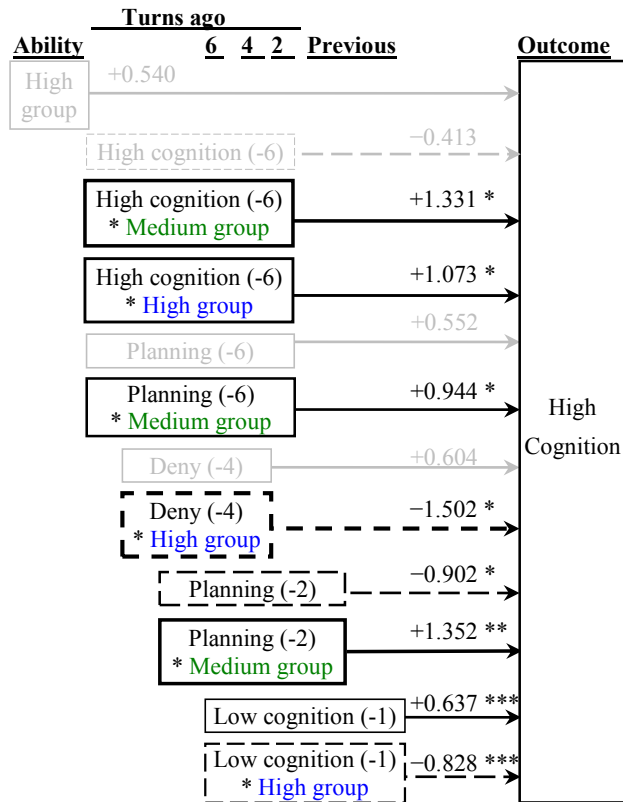 Turns ago
Ability 6 4 2 Previous Outcome
High
group
+0.540
High cognition (-6)
−0.413
High cognition (-6)
* Medium group
+1.331 *
High cognition (-6)
* High group
+1.073 *
Planning (-6)
+0.552
Planning (-6)
* Medium group
+0.944 *
High
Cognition
Deny (-4)
+0.604
Deny (-4)
* High group
−1.502 *
Planning (-2)
−0.902 *
Planning (-2)
* Medium group
+1.352 **
Low cognition (-1)
+0.637 ***
Low cognition (-1)
* High group
−0.828 ***